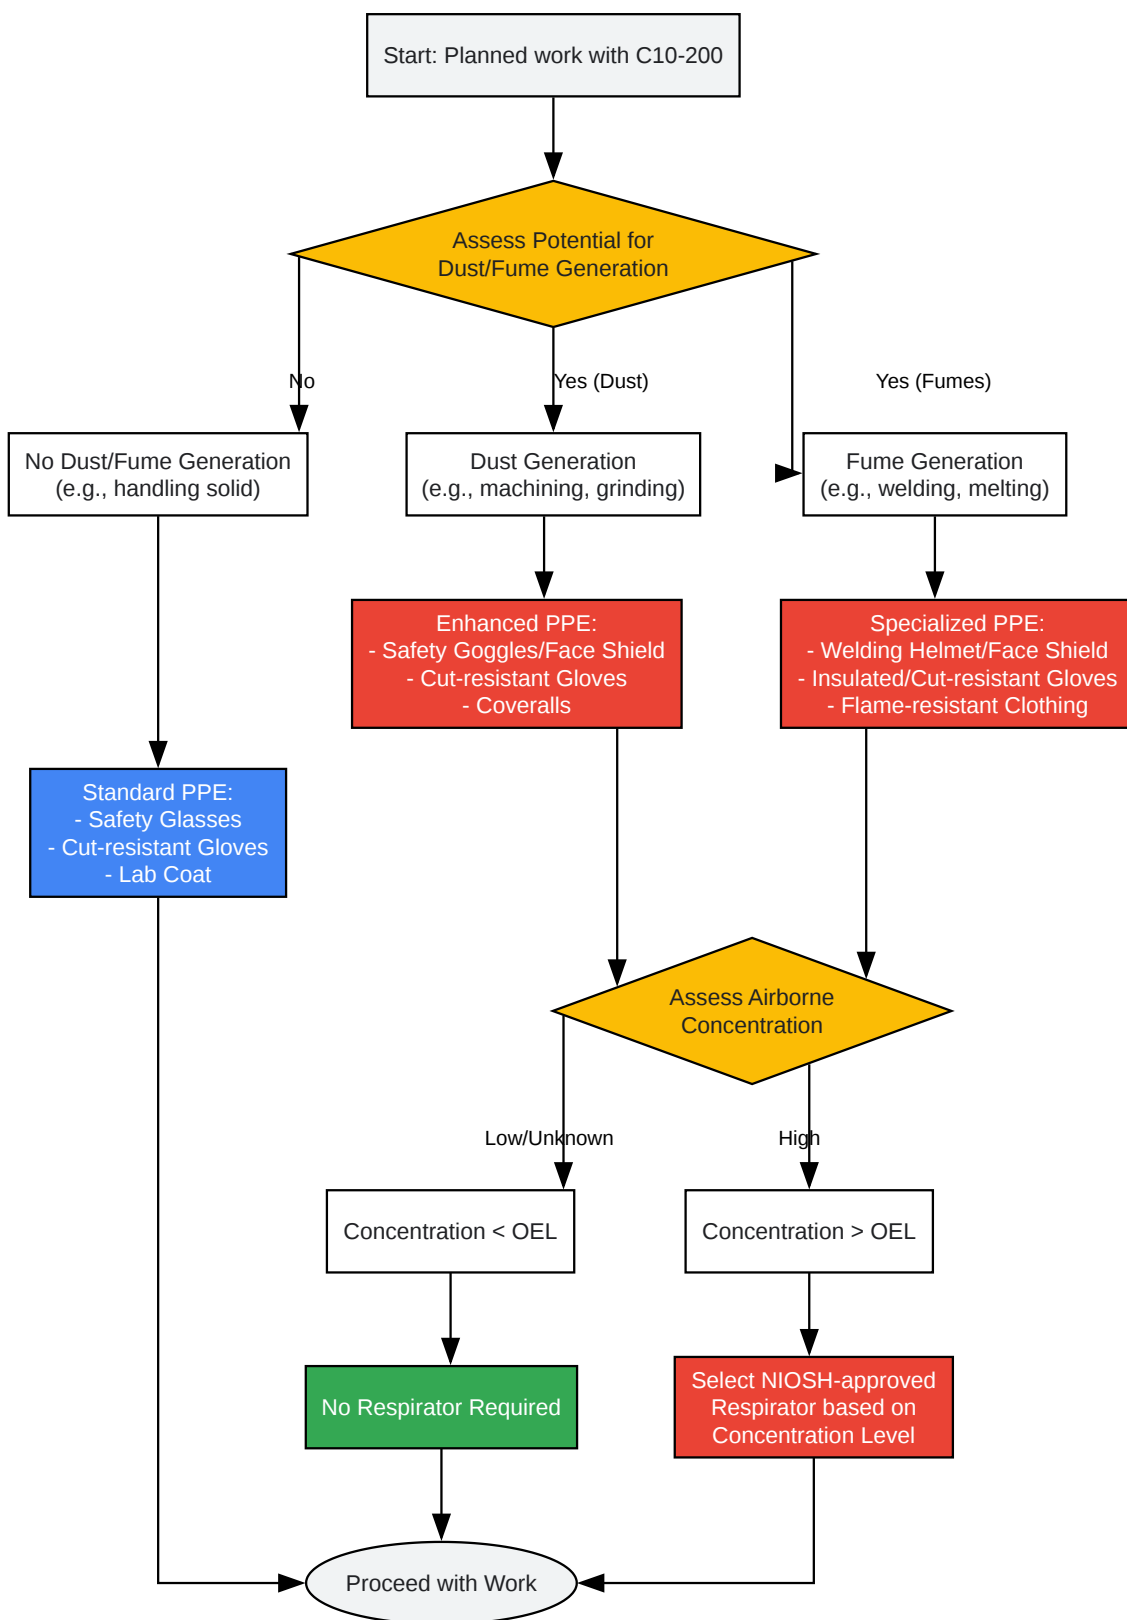 Start: Planned work with C10-200
Assess Potential for
Dust/Fume Generation
No
Yes (Dust)
Yes (Fumes)
No Dust/Fume Generation
(e.g., handling solid)
Dust Generation
(e.g., machining, grinding)
Fume Generation
(e.g., welding, melting)
Enhanced PPE:
- Safety Goggles/Face Shield
- Cut-resistant Gloves
- Coveralls
Specialized PPE:
- Welding Helmet/Face Shield
- Insulated/Cut-resistant Gloves
- Flame-resistant Clothing
Standard PPE:
- Safety Glasses
- Cut-resistant Gloves
- Lab Coat
Assess Airborne
Concentration
Low/Unknown
High
Concentration < OEL
Concentration > OEL
No Respirator Required
Select NIOSH-approved
Respirator based on
Concentration Level
Proceed with Work